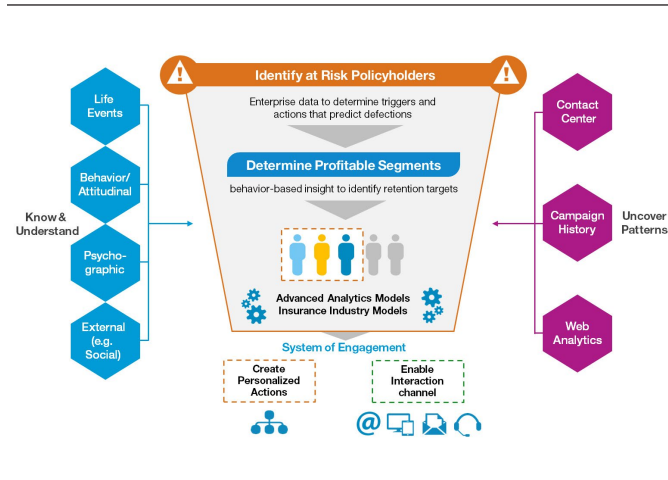 Identify at Risk Policyholders
Enterprise data to determine triggers and
actions that predict defections
Determine Profitable Segments
behavior-based insight to identify retention targets
Advanced Analytics Models
Insurance Industry Models
System of Engagement
Create
Personalized
Actions
Enable
Interaction
channel
@
Know &
Understand
Life
Events
Behavior/
Attitudinal
Psycho-
graphic
External
(e.g.
Social)
Contact
Center
Campaign
History
Web
Analytics
Uncover
Patterns